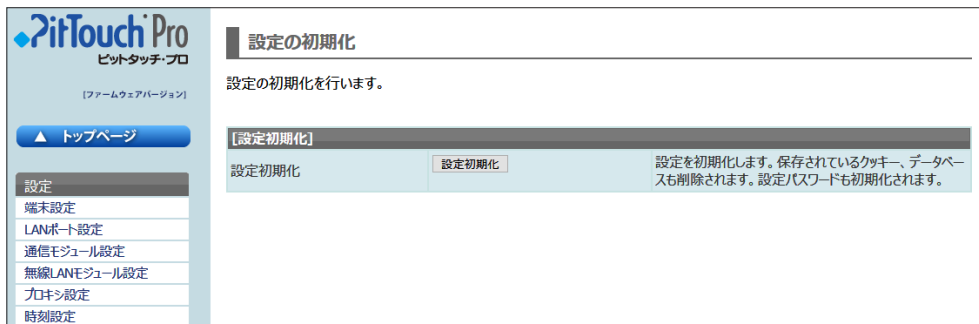 PitTouch Pro
ピットタッチ・プロ
[ファームウェアバージョン]
▲ トップページ
設定
端末設定
LANポート設定
通信モジュール設定
無線LANモジュール設定
プロキシ設定
時刻設定
設定の初期化
設定の初期化を行います。
[設定初期化]
設定初期化
設定初期化
設定を初期化します。保存されているクッキー、データベー
スも削除されます。設定パスワードも初期化されます。